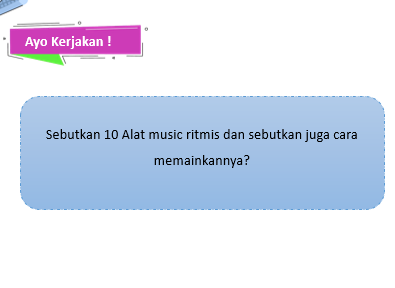 Ayo Kerjakan !
Sebutkan 10 Alat music ritmis dan sebutkan juga cara
memainkannya?